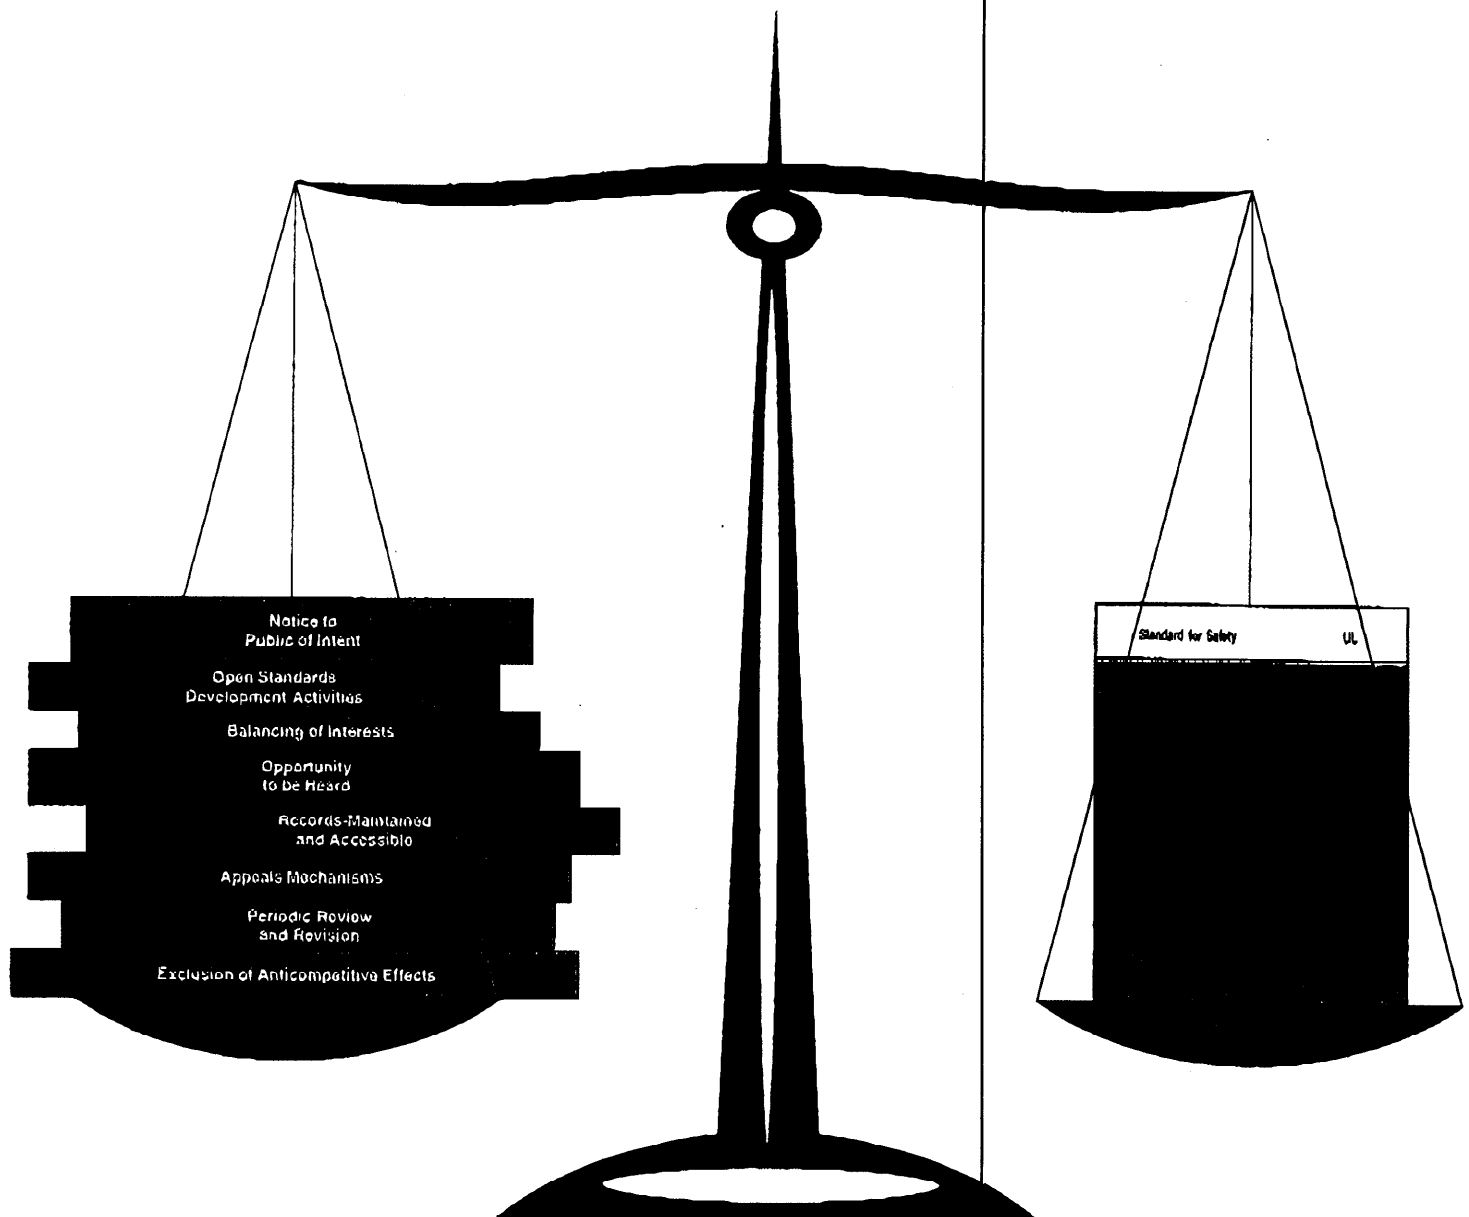 Notice to
Public of Intent
Open Standards
Development Activities
Balancing of Interests
Opportunity
to be Heard
Records-Maintained
and Accessible
Appeals Mechanisms
Periodic Review
and Revision
Exclusion of Anticompetitive Effects
Standard for Safety UL